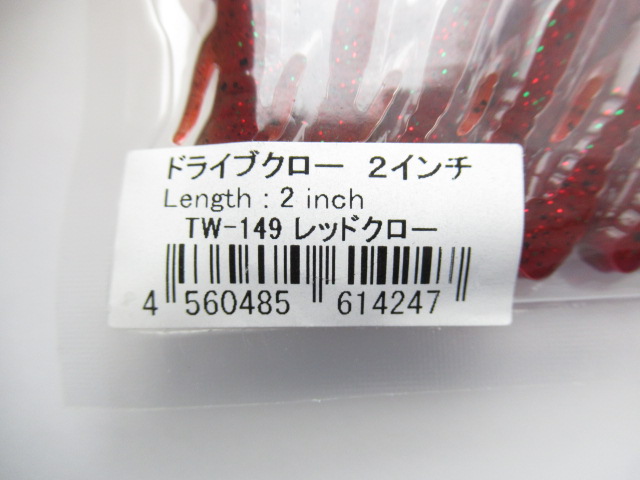 ドライブクロー 2インチ
Length : 2 inch
TW-149 レッドクロー
4 560485 614247